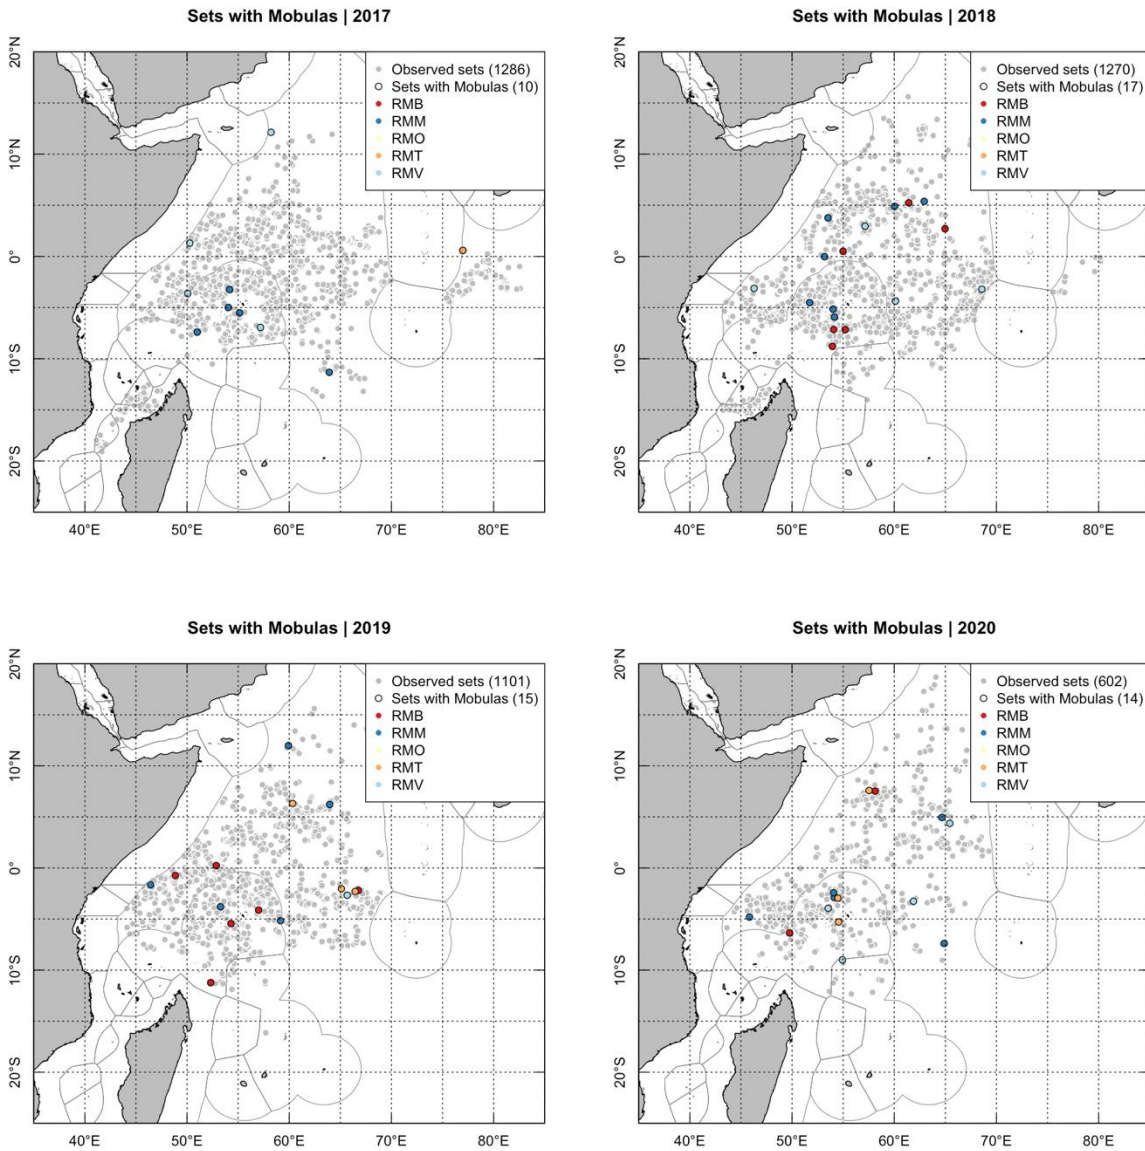 Sets with Mobulas | 2017
20°N
10°N
0°
10°S
20°S
40°E 50°E 60°E 70°E 80°E
Observed sets (1286)
Sets with Mobulas (10)
RMB
RMM
RMO
RMT
RMV
Sets with Mobulas | 2018
20°N
10°N
0°
10°S
20°S
40°E 50°E 60°E 70°E 80°E
Observed sets (1270)
Sets with Mobulas (17)
RMB
RMM
RMO
RMT
RMV
Sets with Mobulas | 2019
20°N
10°N
0°
10°S
20°S
40°E 50°E 60°E 70°E 80°E
Observed sets (1101)
Sets with Mobulas (15)
RMB
RMM
RMO
RMT
RMV
Sets with Mobulas | 2020
20°N
10°N
0°
10°S
20°S
40°E 50°E 60°E 70°E 80°E
Observed sets (602)
Sets with Mobulas (14)
RMB
RMM
RMO
RMT
RMV